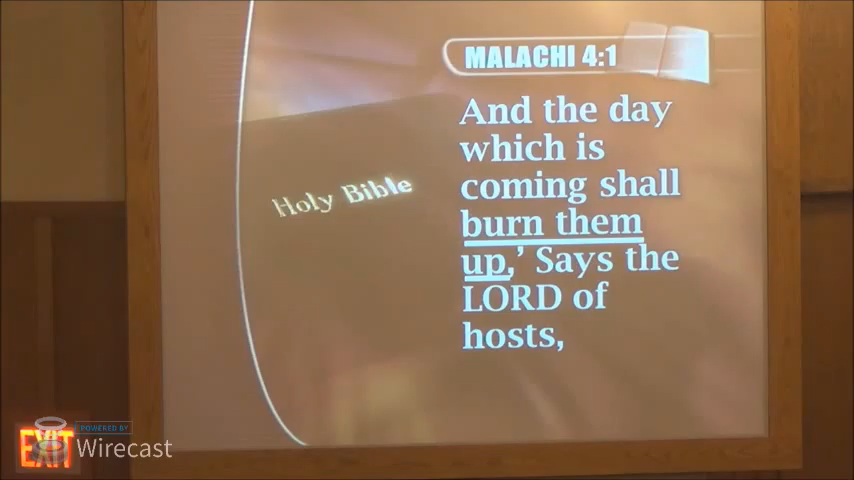 MALACHI 4:1
And the day
which is
coming shall
burn them
up,’ Says the
LORD of
hosts,
Holy Bible
EXIT
POWERED BY
Wirecast